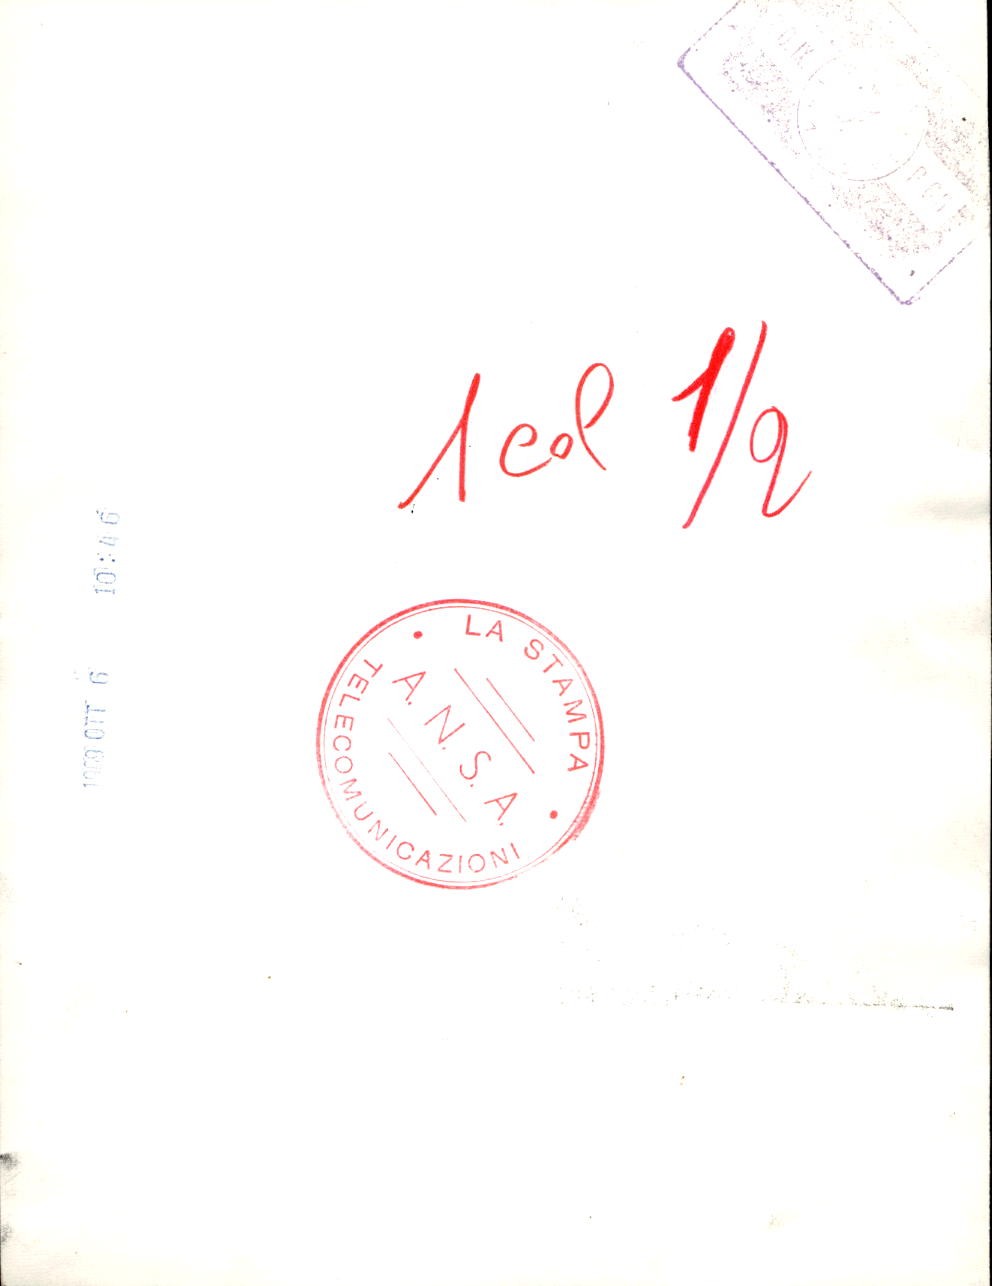 1 col 1/2
LA STAMPA
A.N.S.A.
TELECOMUNICAZIONI
OTT 6 10:46